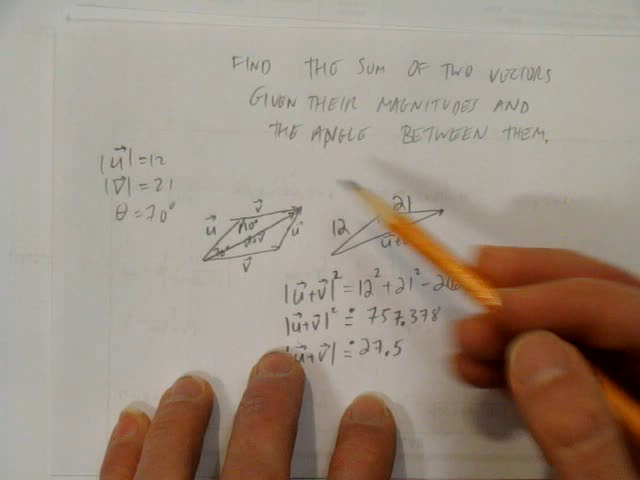 FIND THE SUM OF TWO VECTORS
GIVEN THEIR MAGNITUDES AND
THE ANGLE BETWEEN THEM.
|u⃗| = 12
|v⃗| = 21
θ = 70°
v⃗
u⃗
110°
u⃗
v⃗
21
12
|u⃗+v⃗|² = 12² + 21² -
|u⃗+v⃗|² ≐ 757.378
|u⃗+v⃗| ≐ 27.5